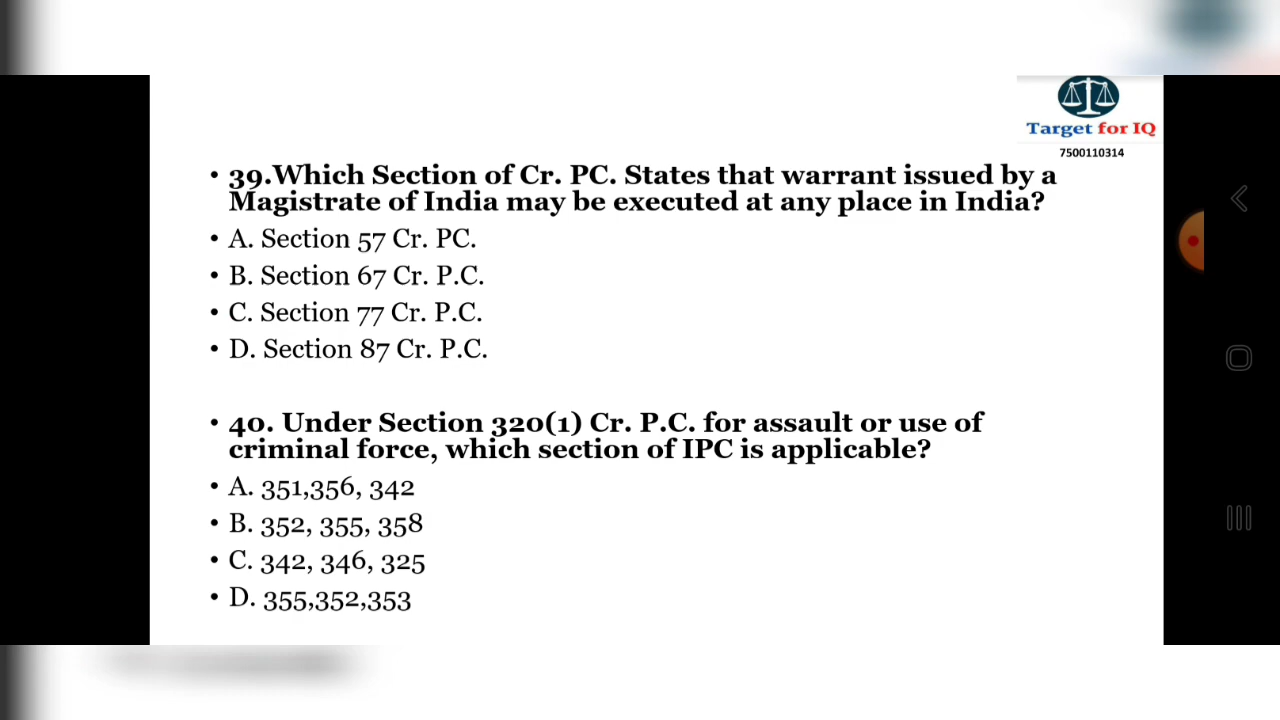 Target for IQ
7500110314
• 39.Which Section of Cr. PC. States that warrant issued by a
Magistrate of India may be executed at any place in India?
• A. Section 57 Cr. PC.
• B. Section 67 Cr. P.C.
• C. Section 77 Cr. P.C.
• D. Section 87 Cr. P.C.
• 40. Under Section 320(1) Cr. P.C. for assault or use of
criminal force, which section of IPC is applicable?
• A. 351,356, 342
• B. 352, 355, 358
• C. 342, 346, 325
• D. 355,352,353